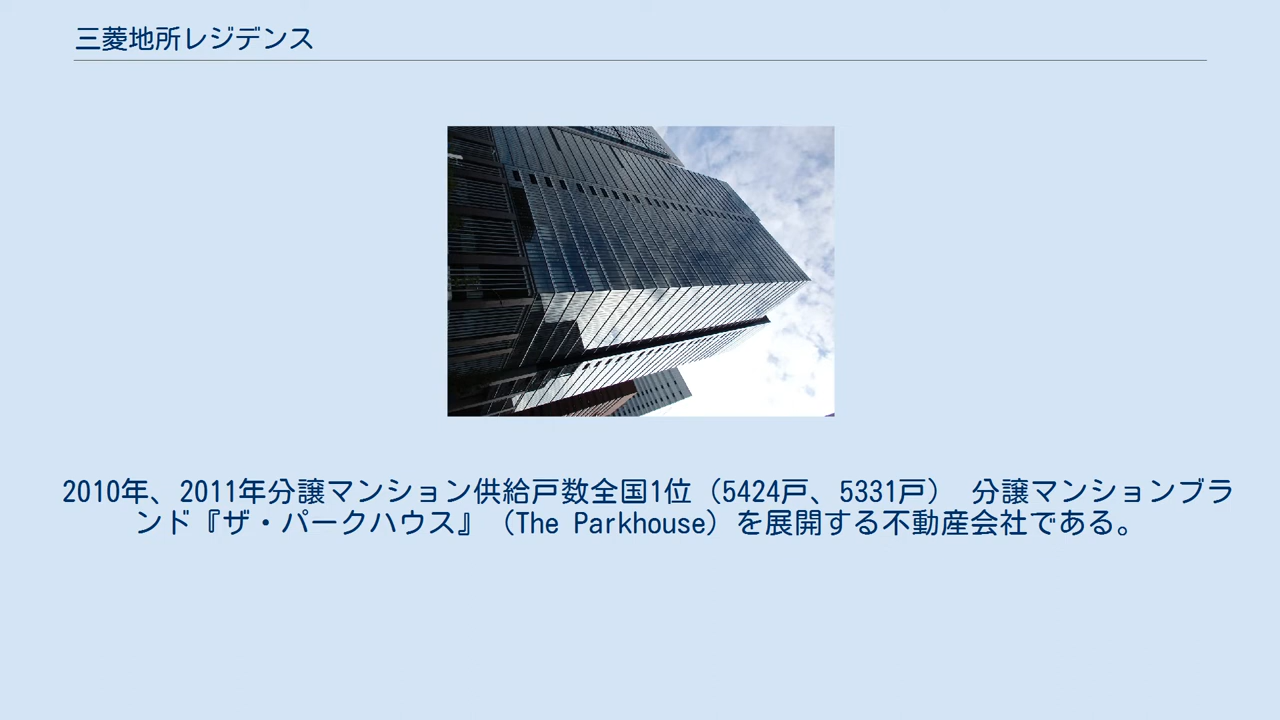 三菱地所レジデンス
2010年、2011年分譲マンション供給戸数全国1位（5424戸、5331戸） 分譲マンションブラ
ンド『ザ・パークハウス』（The Parkhouse）を展開する不動産会社である。